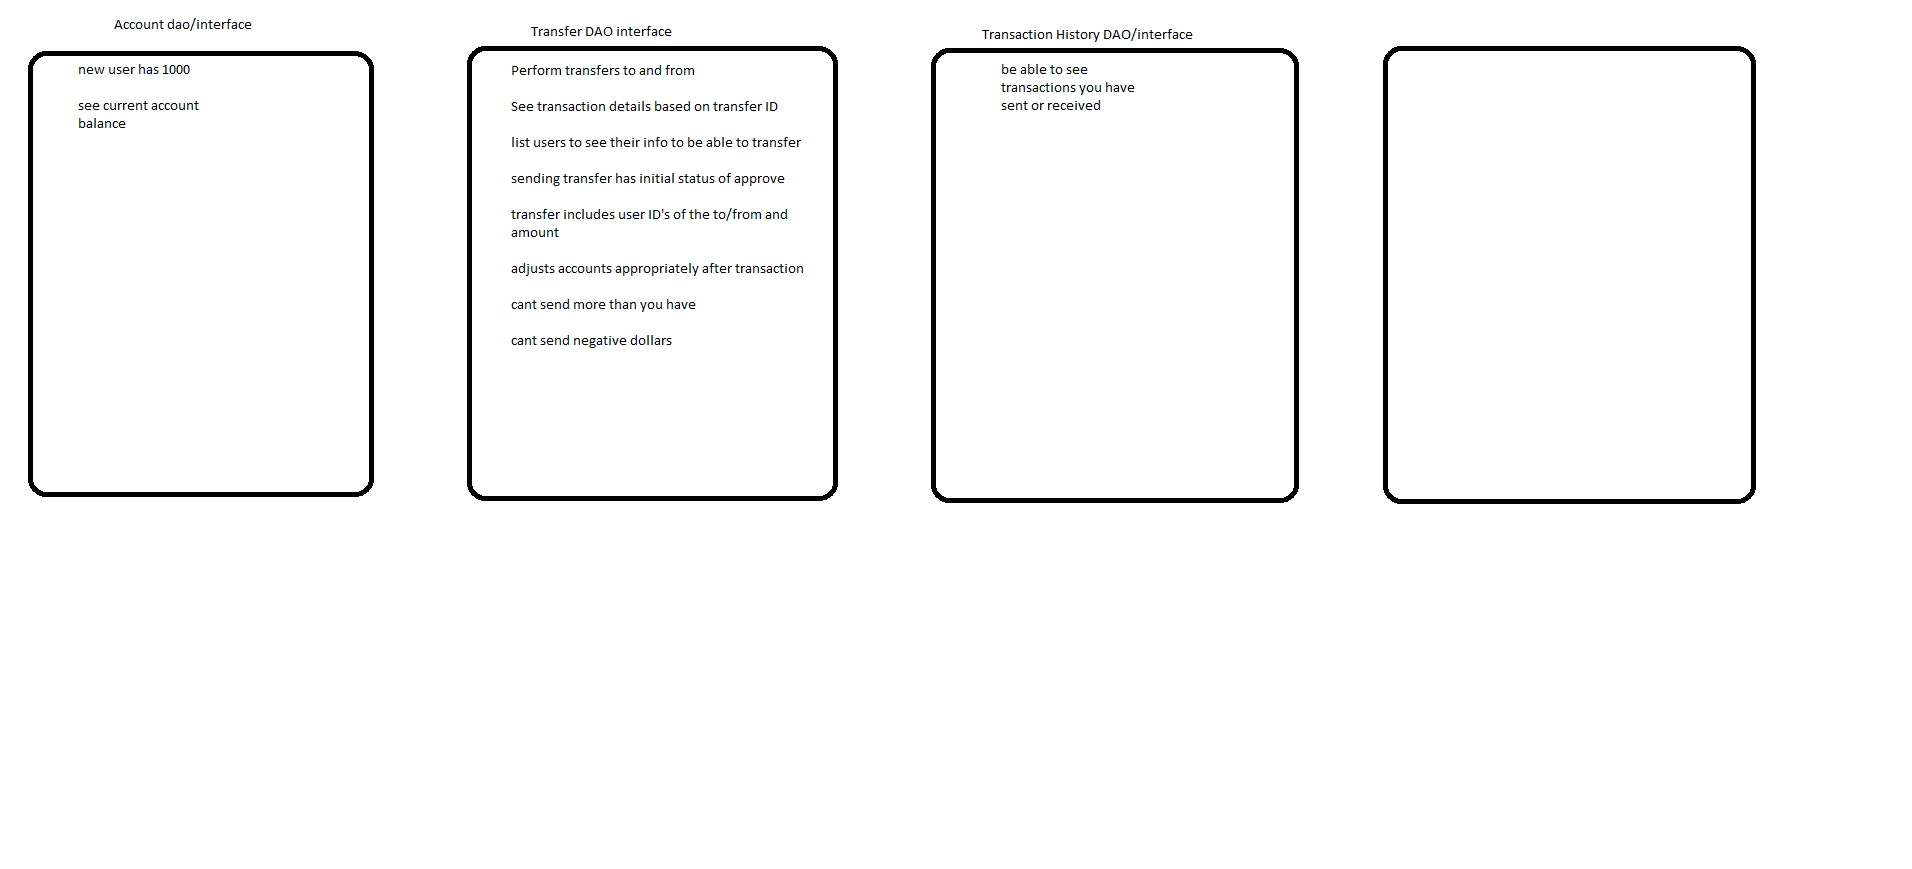 Account dao/interface
new user has 1000
see current account
balance
Transfer DAO interface
Perform transfers to and from
See transaction details based on transfer ID
list users to see their info to be able to transfer
sending transfer has initial status of approve
transfer includes user ID's of the to/from and
amount
adjusts accounts appropriately after transaction
cant send more than you have
cant send negative dollars
Transaction History DAO/interface
be able to see
transactions you have
sent or received